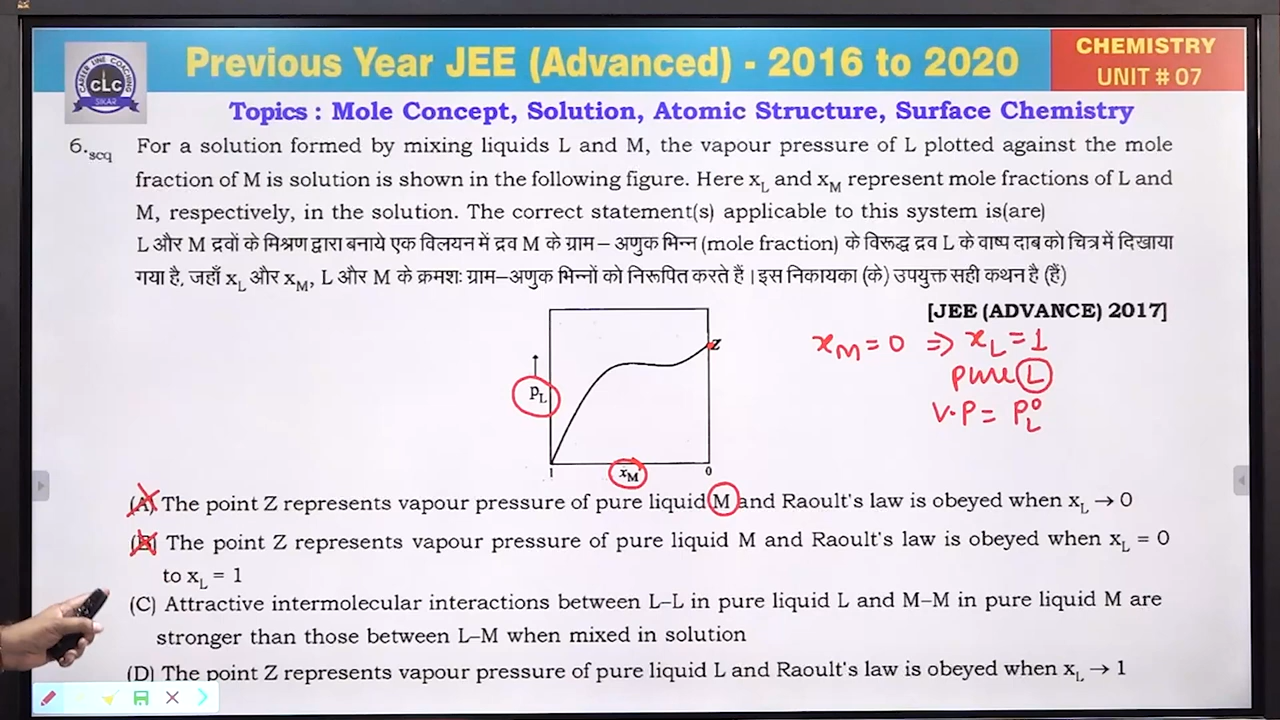 Previous Year JEE (Advanced) - 2016 to 2020
CHEMISTRY
UNIT # 07
CAREER LINE COACHING
CLC
SIKAR
Topics : Mole Concept, Solution, Atomic Structure, Surface Chemistry
6.scq For a solution formed by mixing liquids L and M, the vapour pressure of L plotted against the mole
fraction of M is solution is shown in the following figure. Here xL and xM represent mole fractions of L and
M, respectively, in the solution. The correct statement(s) applicable to this system is(are)
L और M द्रवों के मिश्रण द्वारा बनाये एक विलयन में द्रव M के ग्राम– अणुक भिन्न (mole fraction) के विरूद्ध द्रव L के वाष्प दाब को चित्र में दिखाया
गया है, जहाँ xL और xM, L और M के क्रमशः ग्राम–अणुक भिन्नों को निरूपित करते हैं। इस निकायका (के) उपयुक्त सही कथन है (हैं)
[JEE (ADVANCE) 2017]
Z
pL
1 xM 0
xM = 0 ⇒ xL = 1
pure L
V.P = P°L
(A) The point Z represents vapour pressure of pure liquid M and Raoult's law is obeyed when xL → 0
(B) The point Z represents vapour pressure of pure liquid M and Raoult's law is obeyed when xL = 0
to xL = 1
(C) Attractive intermolecular interactions between L–L in pure liquid L and M–M in pure liquid M are
stronger than those between L–M when mixed in solution
(D) The point Z represents vapour pressure of pure liquid L and Raoult's law is obeyed when xL → 1